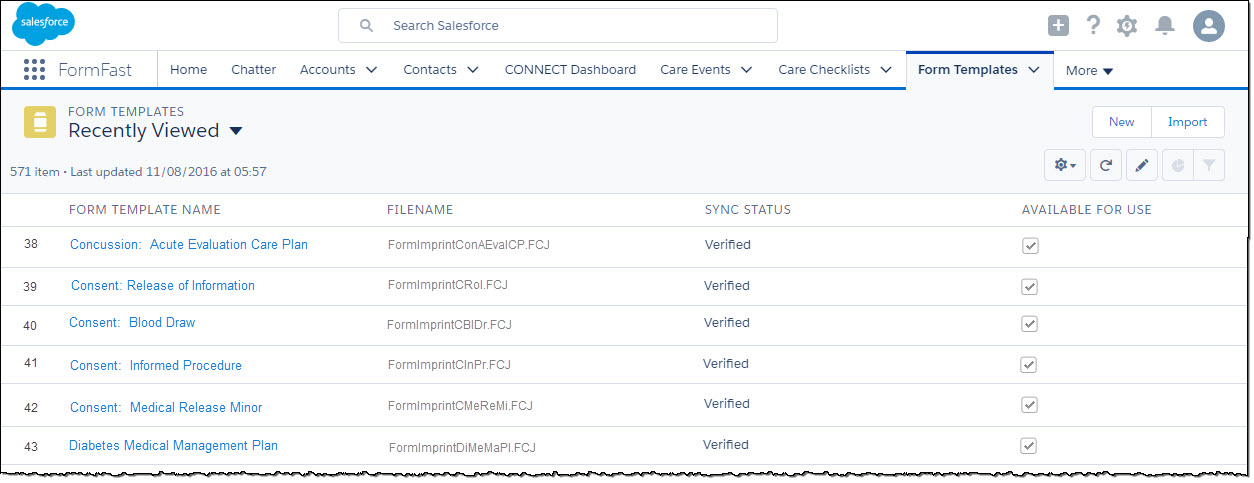 salesforce
Search Salesforce
FormFast Home Chatter Accounts Contacts CONNECT Dashboard Care Events Care Checklists Form Templates More
FORM TEMPLATES
Recently Viewed
New Import
571 item • Last updated 11/08/2016 at 05:57
FORM TEMPLATE NAME FILENAME SYNC STATUS AVAILABLE FOR USE
38 Concussion: Acute Evaluation Care Plan FormImprintConAEvalCP.FCJ Verified
39 Consent: Release of Information FormImprintCRoI.FCJ Verified
40 Consent: Blood Draw FormImprintCBlDr.FCJ Verified
41 Consent: Informed Procedure FormImprintCInPr.FCJ Verified
42 Consent: Medical Release Minor FormImprintCMeReMi.FCJ Verified
43 Diabetes Medical Management Plan FormImprintDiMeMaPl.FCJ Verified